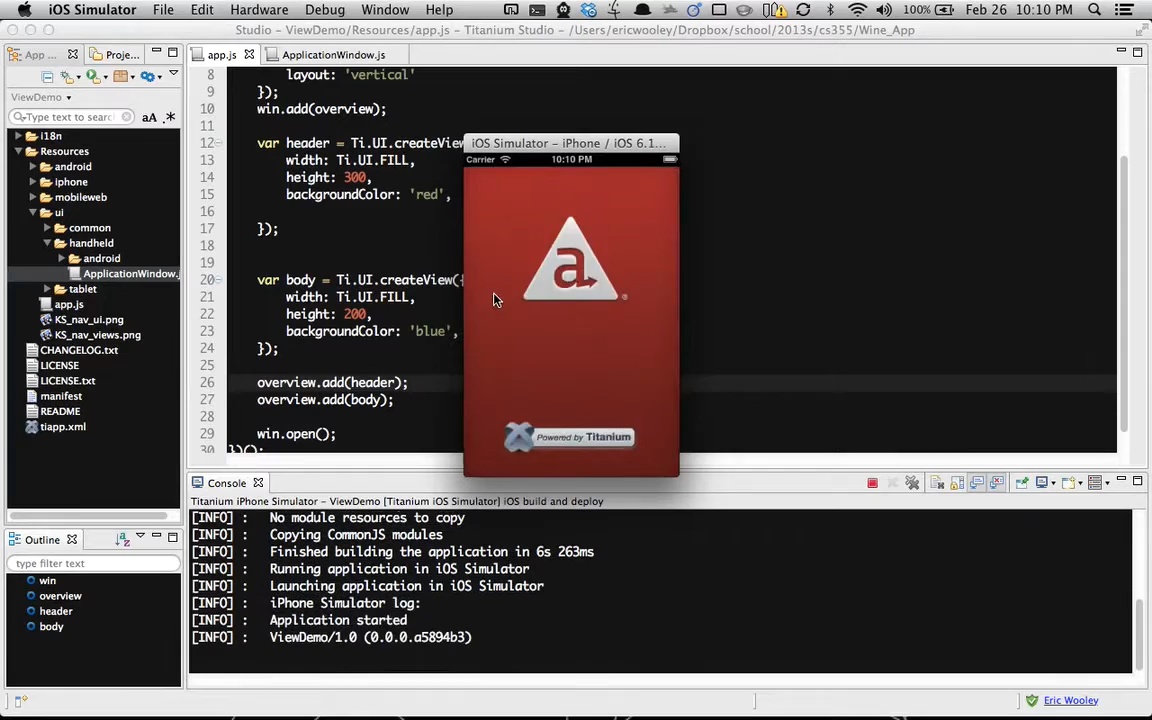 iOS Simulator File Edit Hardware Debug Window Help 100% Feb 26 10:10 PM
Studio - ViewDemo/Resources/app.js - Titanium Studio - /Users/ericwooley/Dropbox/school/2013s/cs355/Wine_App
App ... Proje...
app.js ApplicationWindow.js
ViewDemo
Type text to search
aA .*
i18n
Resources
android
iphone
mobileweb
ui
common
handheld
android
ApplicationWindow.j
tablet
app.js
KS_nav_ui.png
KS_nav_views.png
CHANGELOG.txt
LICENSE
LICENSE.txt
manifest
README
tiapp.xml
8 layout: 'vertical'
9 });
10 win.add(overview);
11
12 var header = Ti.UI.createView
13 width: Ti.UI.FILL,
14 height: 300,
15 backgroundColor: 'red',
16
17 });
18
19
20 var body = Ti.UI.createView({
21 width: Ti.UI.FILL,
22 height: 200,
23 backgroundColor: 'blue',
24 });
25
26 overview.add(header);
27 overview.add(body);
28
29 win.open();
30 })();
iOS Simulator - iPhone / iOS 6.1...
Carrier 10:10 PM
a
Powered by Titanium
Outline
type filter text
win
overview
header
body
Console
Titanium iPhone Simulator - ViewDemo [Titanium iOS Simulator] iOS build and deploy
[INFO] : No module resources to copy
[INFO] : Copying CommonJS modules
[INFO] : Finished building the application in 6s 263ms
[INFO] : Running application in iOS Simulator
[INFO] : Launching application in iOS Simulator
[INFO] : iPhone Simulator log:
[INFO] : Application started
[INFO] : ViewDemo/1.0 (0.0.0.a5894b3)
Eric Wooley